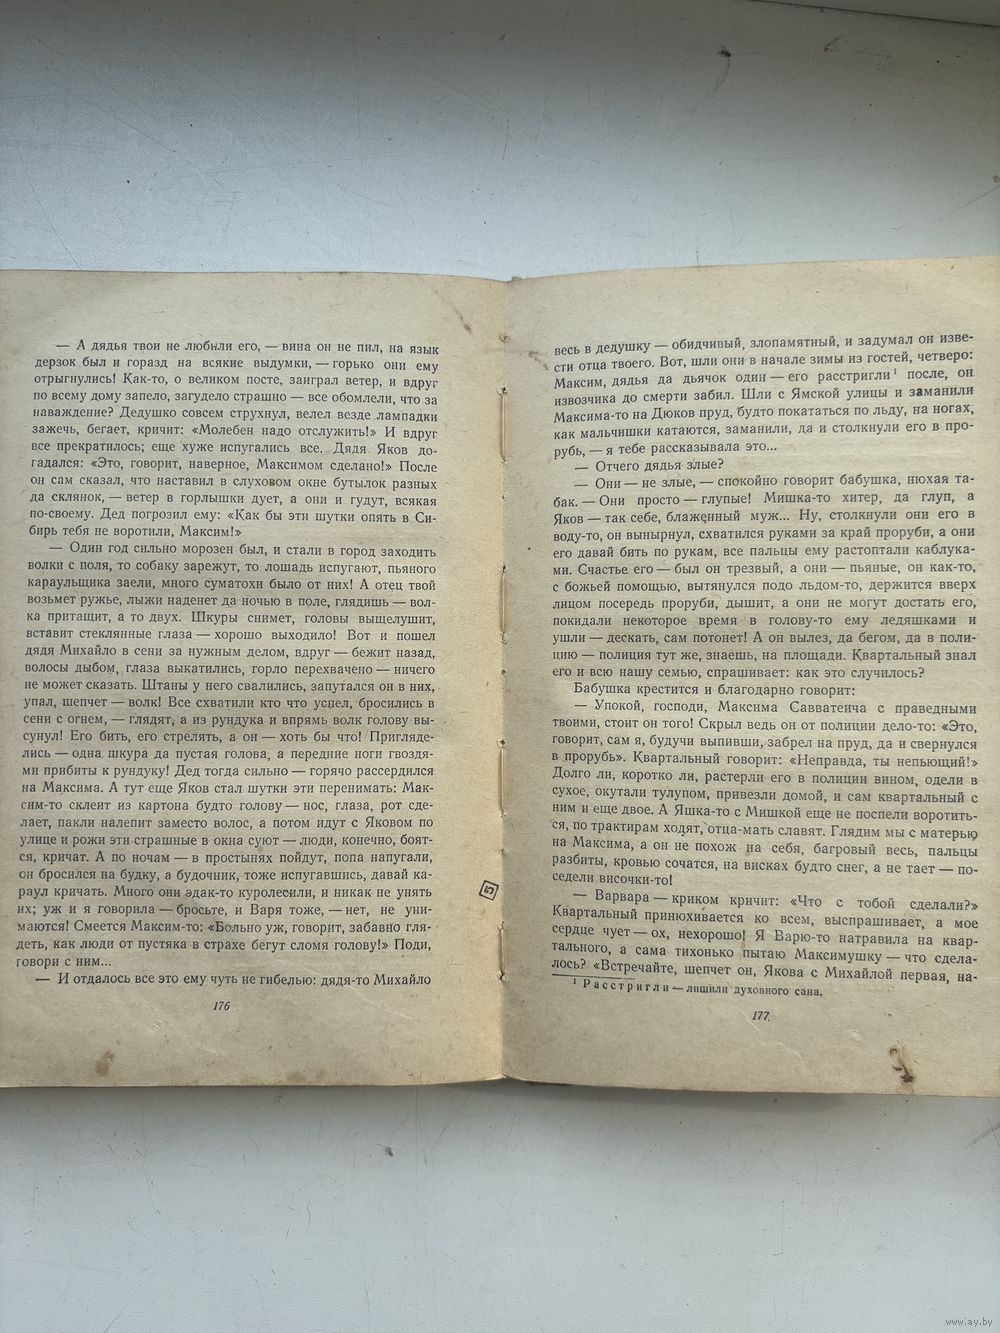 — А дядья твои не любили его, — вина он не пил, на язык
дерзок был и горазд на всякие выдумки, — горько они ему
отрыгнулись! Как-то, о великом посте, заиграл ветер, и вдруг
по всему дому запело, загудело страшно — все обомлели, что за
наваждение? Дедушко совсем струхнул, велел везде лампадки
зажечь, бегает, кричит: «Молебен надо отслужить!» И вдруг
все прекратилось; еще хуже испугались все. Дядя Яков до-
гадался: «Это, говорит, наверное, Максимом сделано!» После
он сам сказал, что наставил в слуховом окне бутылок разных
да склянок, — ветер в горлышки дует, а они и гудут, всякая
по-своему. Дед погрозил ему: «Как бы эти шутки опять в Си-
бирь тебя не воротили, Максим!»
— Один год сильно морозен был, и стали в город заходить
волки с поля, то собаку зарежут, то лошадь испугают, пьяного
караульщика заели, много суматохи было от них! А отец твой
возьмет ружье, лыжи наденет да ночью в поле, глядишь — вол-
ка притащит, а то двух. Шкуры снимет, головы выщелушит,
вставит стеклянные глаза — хорошо выходило! Вот и пошел
дядя Михайло в сени за нужным делом, вдруг — бежит назад,
волосы дыбом, глаза выкатились, горло перехвачено — ничего
не может сказать. Штаны у него свалились, запутался он в них,
упал, шепчет — волк! Все схватили кто что успел, бросились в
сени с огнем, — глядят, а из рундука и впрямь волк голову вы-
сунул! Его бить, его стрелять, а он — хоть бы что! Пригляде-
лись — одна шкура да пустая голова, а передние ноги гвоздя-
ми прибиты к рундуку! Дед тогда сильно — горячо рассердился
на Максима. А тут еще Яков стал шутки эти перенимать: Мак-
сим-то склеит из картона будто голову — нос, глаза, рот сде-
лает, пакли налепит заместо волос, а потом идут с Яковом по
улице и рожи эти страшные в окна суют — люди, конечно, боят-
ся, кричат. А по ночам — в простынях пойдут, попа напугали,
он бросился на будку, а будочник, тоже испугавшись, давай ка-
раул кричать. Много они эдак-то куролесили, и никак не унять
их; уж и я говорила — бросьте, и Варя тоже, — нет, не уни-
маются! Смеется Максим-то: «Больно уж, говорит, забавно гля-
деть, как люди от пустяка в страхе бегут сломя голову!» Поди,
говори с ним...
— И отдалось все это ему чуть не гибелью: дядя-то Михайло
176
5
весь в дедушку — обидчивый, злопамятный, и задумал он изве-
сти отца твоего. Вот, шли они в начале зимы из гостей, четверо:
Максим, дядья да дьячок один — его расстригли¹ после, он
извозчика до смерти забил. Шли с Ямской улицы и заманили
Максима-то на Дюков пруд, будто покататься по льду, на ногах,
как мальчишки катаются, заманили, да и столкнули его в про-
рубь, — я тебе рассказывала это...
— Отчего дядья злые?
— Они — не злые, — спокойно говорит бабушка, нюхая та-
бак. — Они просто — глупые! Мишка-то хитер, да глуп, а
Яков — так себе, блаженный муж... Ну, столкнули они его в
воду-то, он вынырнул, схватился руками за край проруби, а они
его давай бить по рукам, все пальцы ему растоптали каблука-
ми. Счастье его — был он трезвый, а они — пьяные, он как-то,
с божьей помощью, вытянулся подо льдом-то, держится вверх
лицом посередь проруби, дышит, а они не могут достать его,
покидали некоторое время в голову-то ему ледяшками и
ушли — дескать, сам потонет! А он вылез, да бегом, да в поли-
цию — полиция тут же, знаешь, на площади. Квартальный знал
его и всю нашу семью, спрашивает: как это случилось?
Бабушка крестится и благодарно говорит:
— Упокой, господи, Максима Савватеича с праведными
твоими, стоит он того! Скрыл ведь он от полиции дело-то: «Это,
говорит, сам я, будучи выпивши, забрел на пруд, да и свернулся
в прорубь». Квартальный говорит: «Неправда, ты непьющий!»
Долго ли, коротко ли, растерли его в полиции вином, одели в
сухое, окутали тулупом, привезли домой, и сам квартальный с
ним и еще двое. А Яшка-то с Мишкой еще не поспели воротить-
ся, по трактирам ходят, отца-мать славят. Глядим мы с матерью
на Максима, а он не похож на себя, багровый весь, пальцы
разбиты, кровью сочатся, на висках будто снег, а не тает — по-
седели височки-то!
— Варвара — криком кричит: «Что с тобой сделали?»
Квартальный принюхивается ко всем, выспрашивает, а мое
сердце чует — ох, нехорошо! Я Варю-то натравила на квар-
тального, а сама тихонько пытаю Максимушку — что сдела-
лось? «Встречайте, шепчет он, Якова с Михайлой первая, на-
¹ Расстригли — лишили духовного сана.
177
www.ay.by